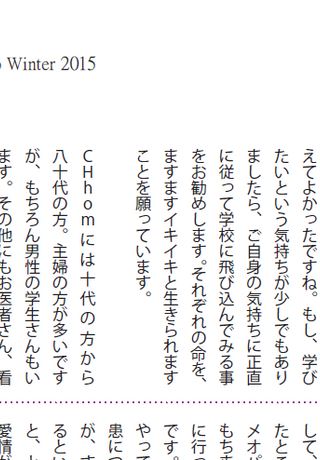 Winter 2015
えてよかったですね。もし、学び
たいという気持ちが少しでもあり
ましたら、ご自身の気持ちに正直
に従って学校に飛び込んでみる事
をお勧めします。それぞれの命を、
ますますイキイキと生きられます
ことを願っています。
CHhomには十代の方から
八十代の方。主婦の方が多いです
が、もちろん男性の学生さんもい
ます。その他にもお医者さん、看
して、
たとこ
メオパ
もちま
に行っ
です。
やって
患につ
が、す
るとい
と、と
愛情が